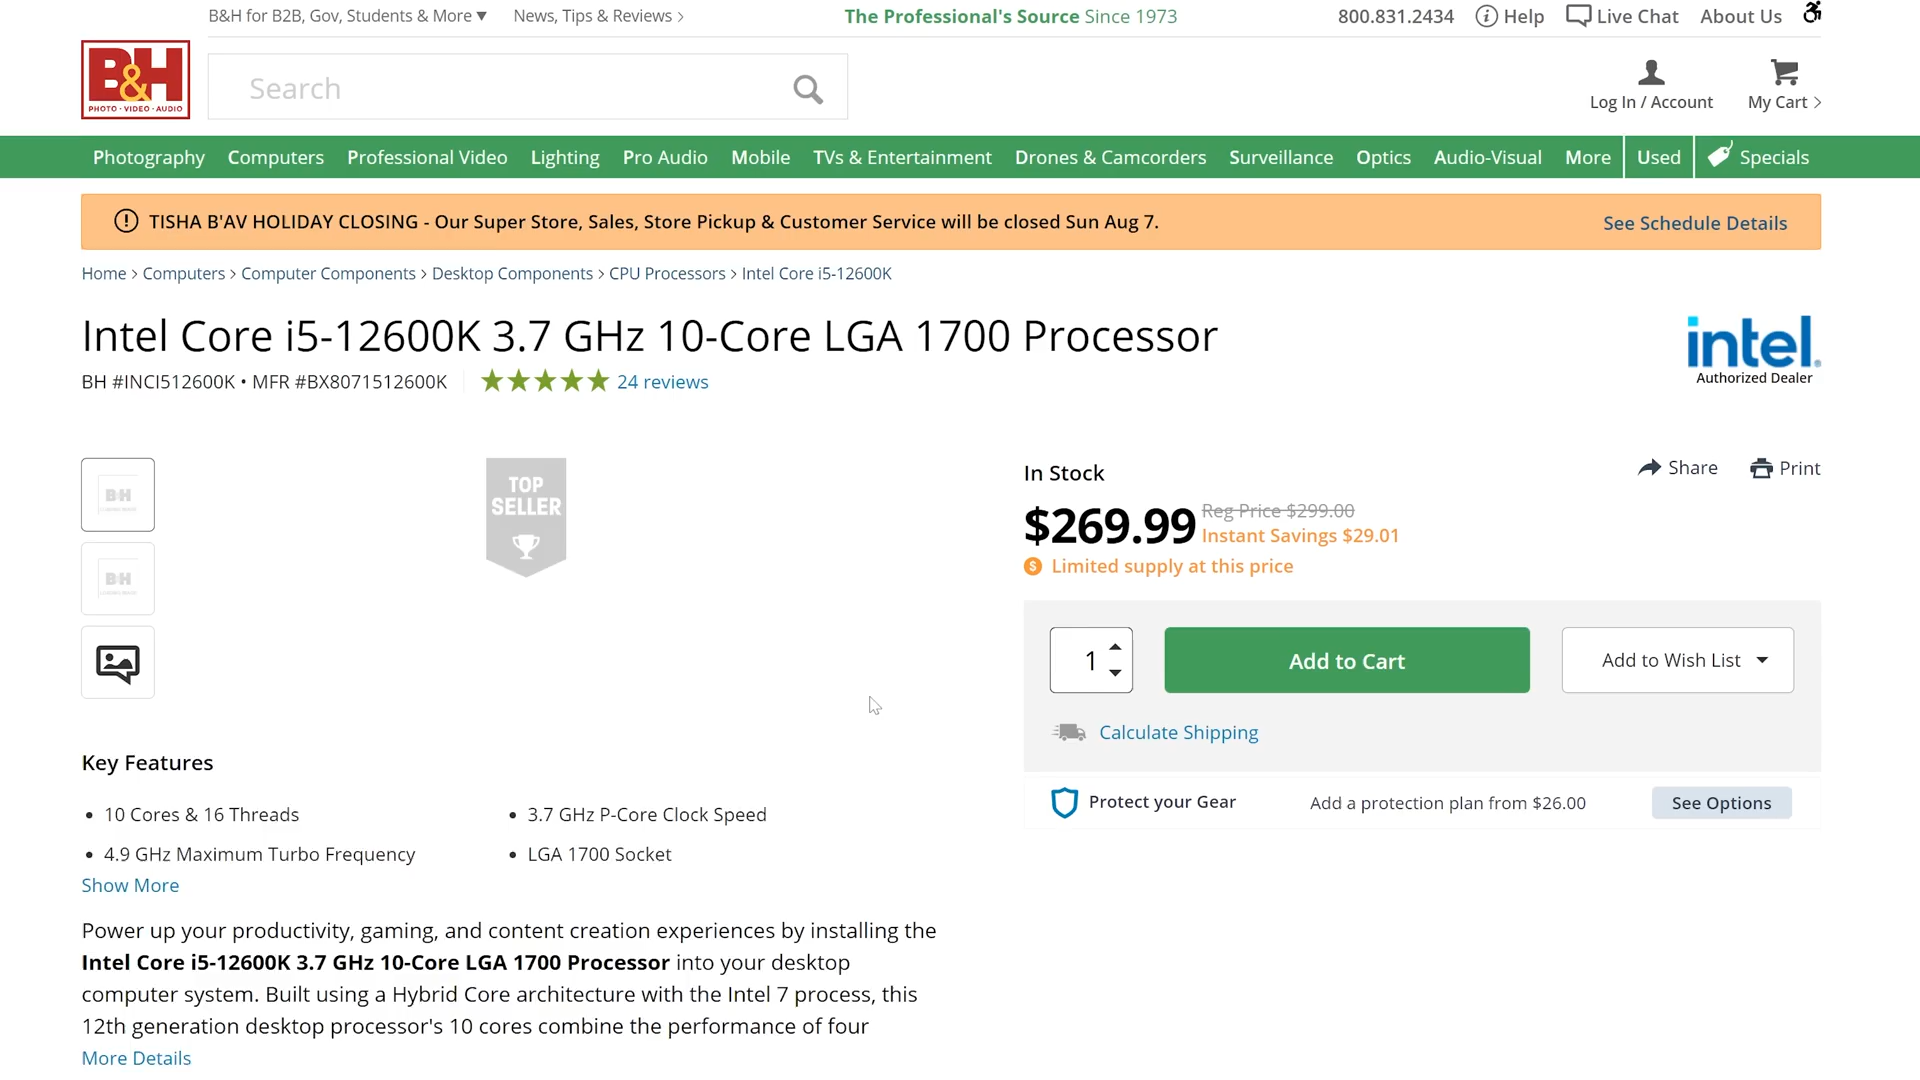 B&H for B2B, Gov, Students & More ▼ News, Tips & Reviews > The Professional's Source Since 1973 800.831.2434 Help Live Chat About Us
B&H
PHOTO · VIDEO · AUDIO
Search
Log In / Account
My Cart >
Photography Computers Professional Video Lighting Pro Audio Mobile TVs & Entertainment Drones & Camcorders Surveillance Optics Audio-Visual More Used Specials
TISHA B'AV HOLIDAY CLOSING - Our Super Store, Sales, Store Pickup & Customer Service will be closed Sun Aug 7. See Schedule Details
Home > Computers > Computer Components > Desktop Components > CPU Processors > Intel Core i5-12600K
Intel Core i5-12600K 3.7 GHz 10-Core LGA 1700 Processor
intel.
Authorized Dealer
BH #INCI512600K • MFR #BX8071512600K 24 reviews
B&H
B&H
TOP
SELLER
In Stock
Share Print
$269.99
Reg Price $299.00
Instant Savings $29.01
Limited supply at this price
1
Add to Cart
Add to Wish List
Calculate Shipping
Protect your Gear Add a protection plan from $26.00 See Options
Key Features
• 10 Cores & 16 Threads
• 3.7 GHz P-Core Clock Speed
• 4.9 GHz Maximum Turbo Frequency
• LGA 1700 Socket
Show More
Power up your productivity, gaming, and content creation experiences by installing the
Intel Core i5-12600K 3.7 GHz 10-Core LGA 1700 Processor into your desktop
computer system. Built using a Hybrid Core architecture with the Intel 7 process, this
12th generation desktop processor's 10 cores combine the performance of four
More Details